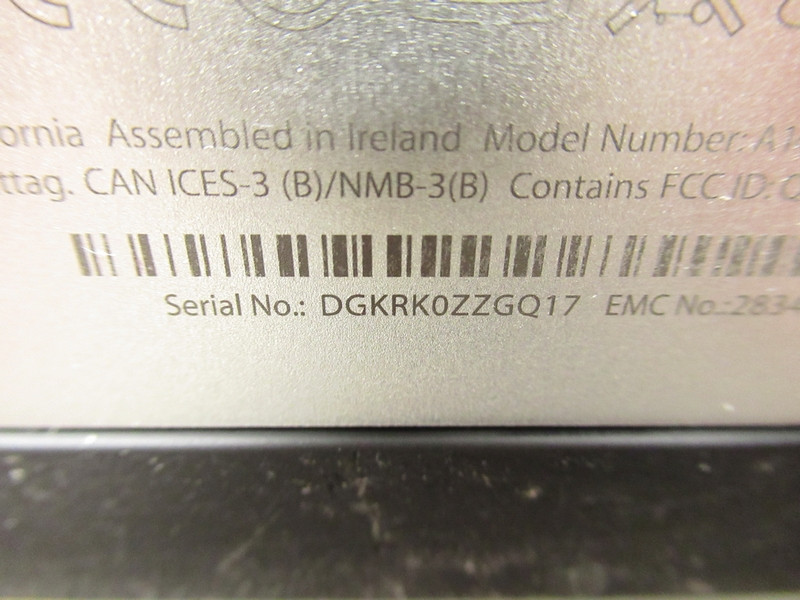 ornia Assembled in Ireland Model Number: A1
ttag. CAN ICES-3 (B)/NMB-3(B) Contains FCC ID:
Serial No.: DGKRK0ZZGQ17 EMC No.:2834